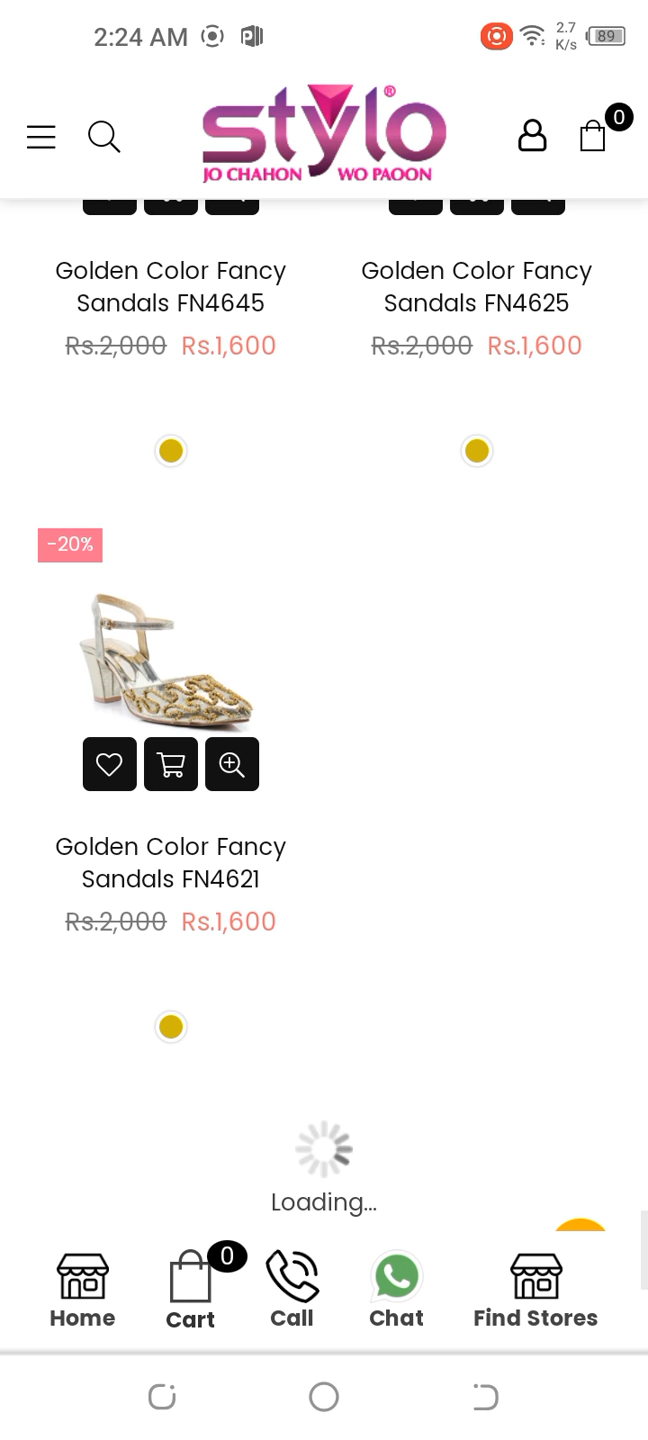 2:24 AM
2.7
K/s
89
stylo®
JO CHAHON WO PAOON
0
Golden Color Fancy
Sandals FN4645
Rs.2,000 Rs.1,600
Golden Color Fancy
Sandals FN4625
Rs.2,000 Rs.1,600
-20%
Golden Color Fancy
Sandals FN4621
Rs.2,000 Rs.1,600
Loading...
0
Home
Cart
Call
Chat
Find Stores